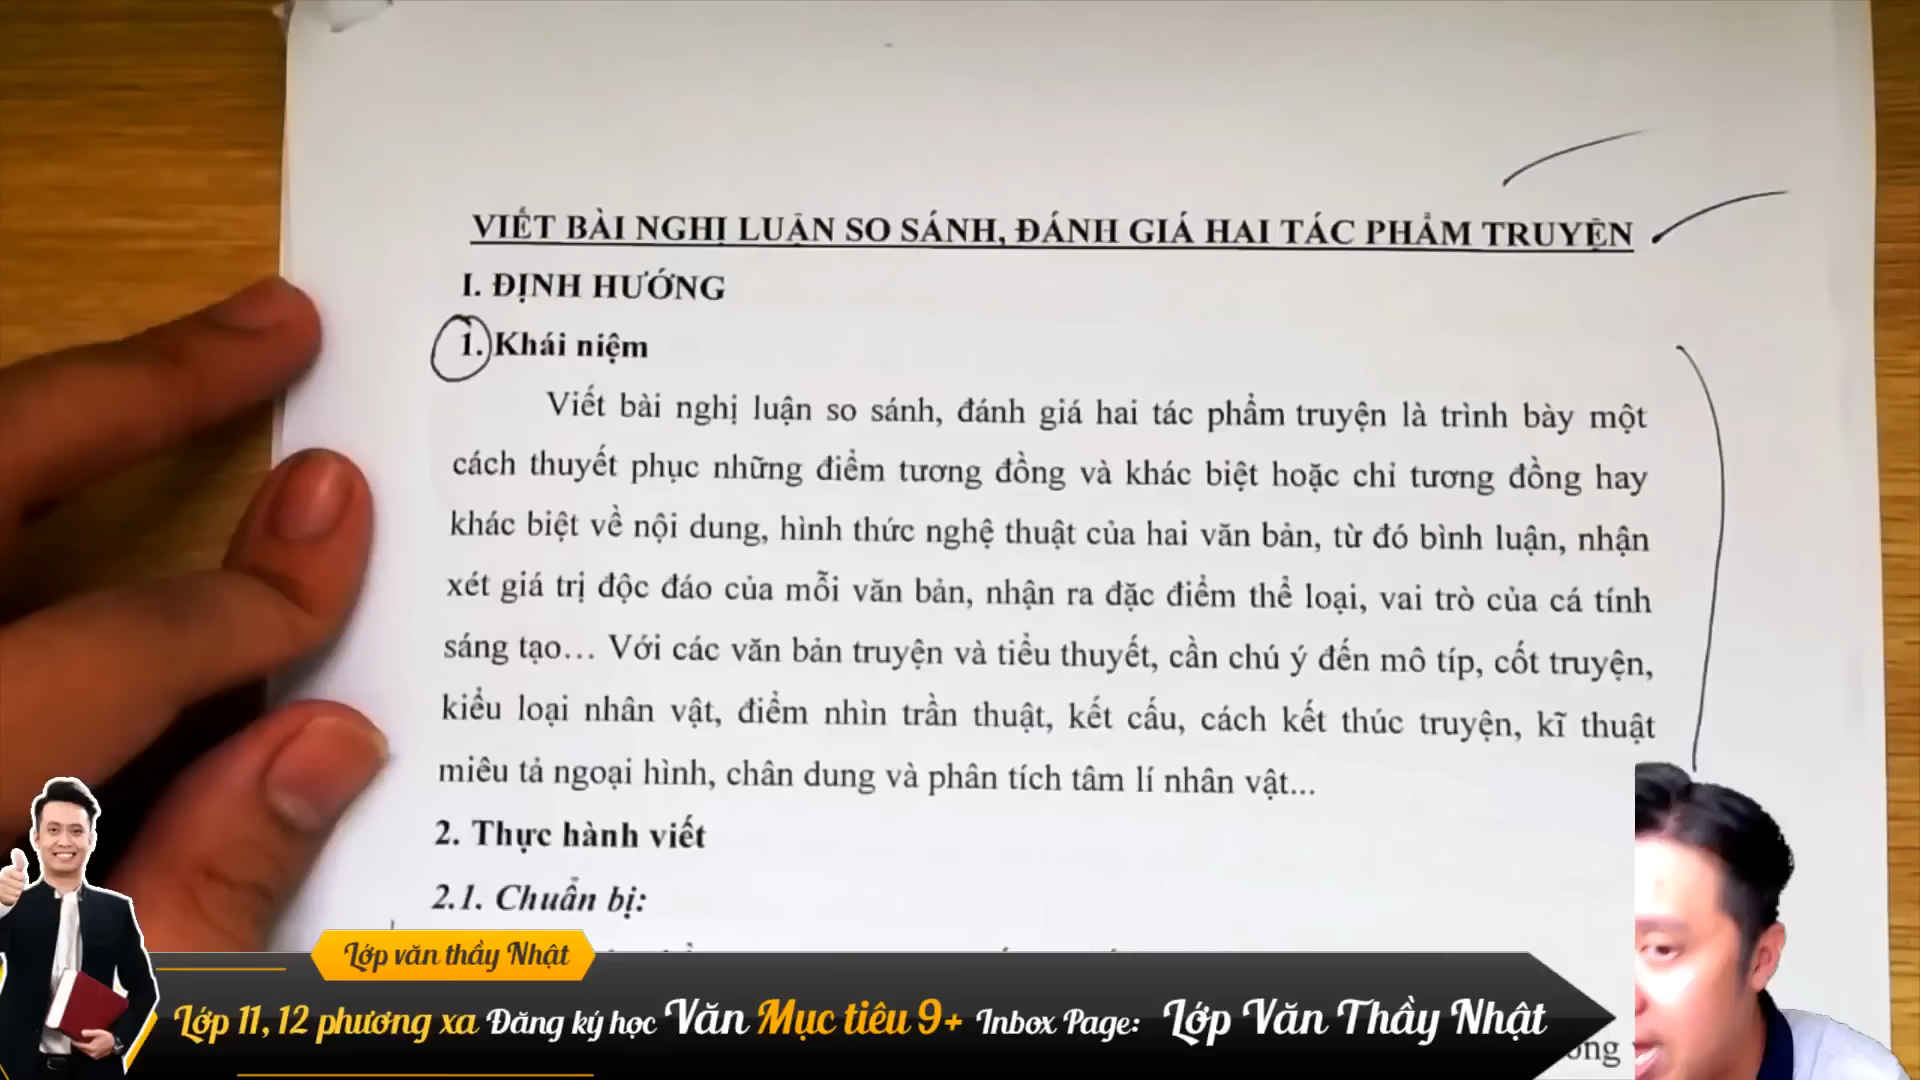 VIẾT BÀI NGHỊ LUẬN SO SÁNH, ĐÁNH GIÁ HAI TÁC PHẨM TRUYỆN
I. ĐỊNH HƯỚNG
1. Khái niệm
Viết bài nghị luận so sánh, đánh giá hai tác phẩm truyện là trình bày một
cách thuyết phục những điểm tương đồng và khác biệt hoặc chỉ tương đồng hay
khác biệt về nội dung, hình thức nghệ thuật của hai văn bản, từ đó bình luận, nhận
xét giá trị độc đáo của mỗi văn bản, nhận ra đặc điểm thể loại, vai trò của cá tính
sáng tạo... Với các văn bản truyện và tiểu thuyết, cần chú ý đến mô típ, cốt truyện,
kiểu loại nhân vật, điểm nhìn trần thuật, kết cấu, cách kết thúc truyện, kĩ thuật
miêu tả ngoại hình, chân dung và phân tích tâm lí nhân vật...
2. Thực hành viết
2.1. Chuẩn bị:
Lớp văn thầy Nhật
Lớp 11, 12 phương xa Đăng ký học Văn Mục tiêu 9+ Inbox Page: Lớp Văn Thầy Nhật